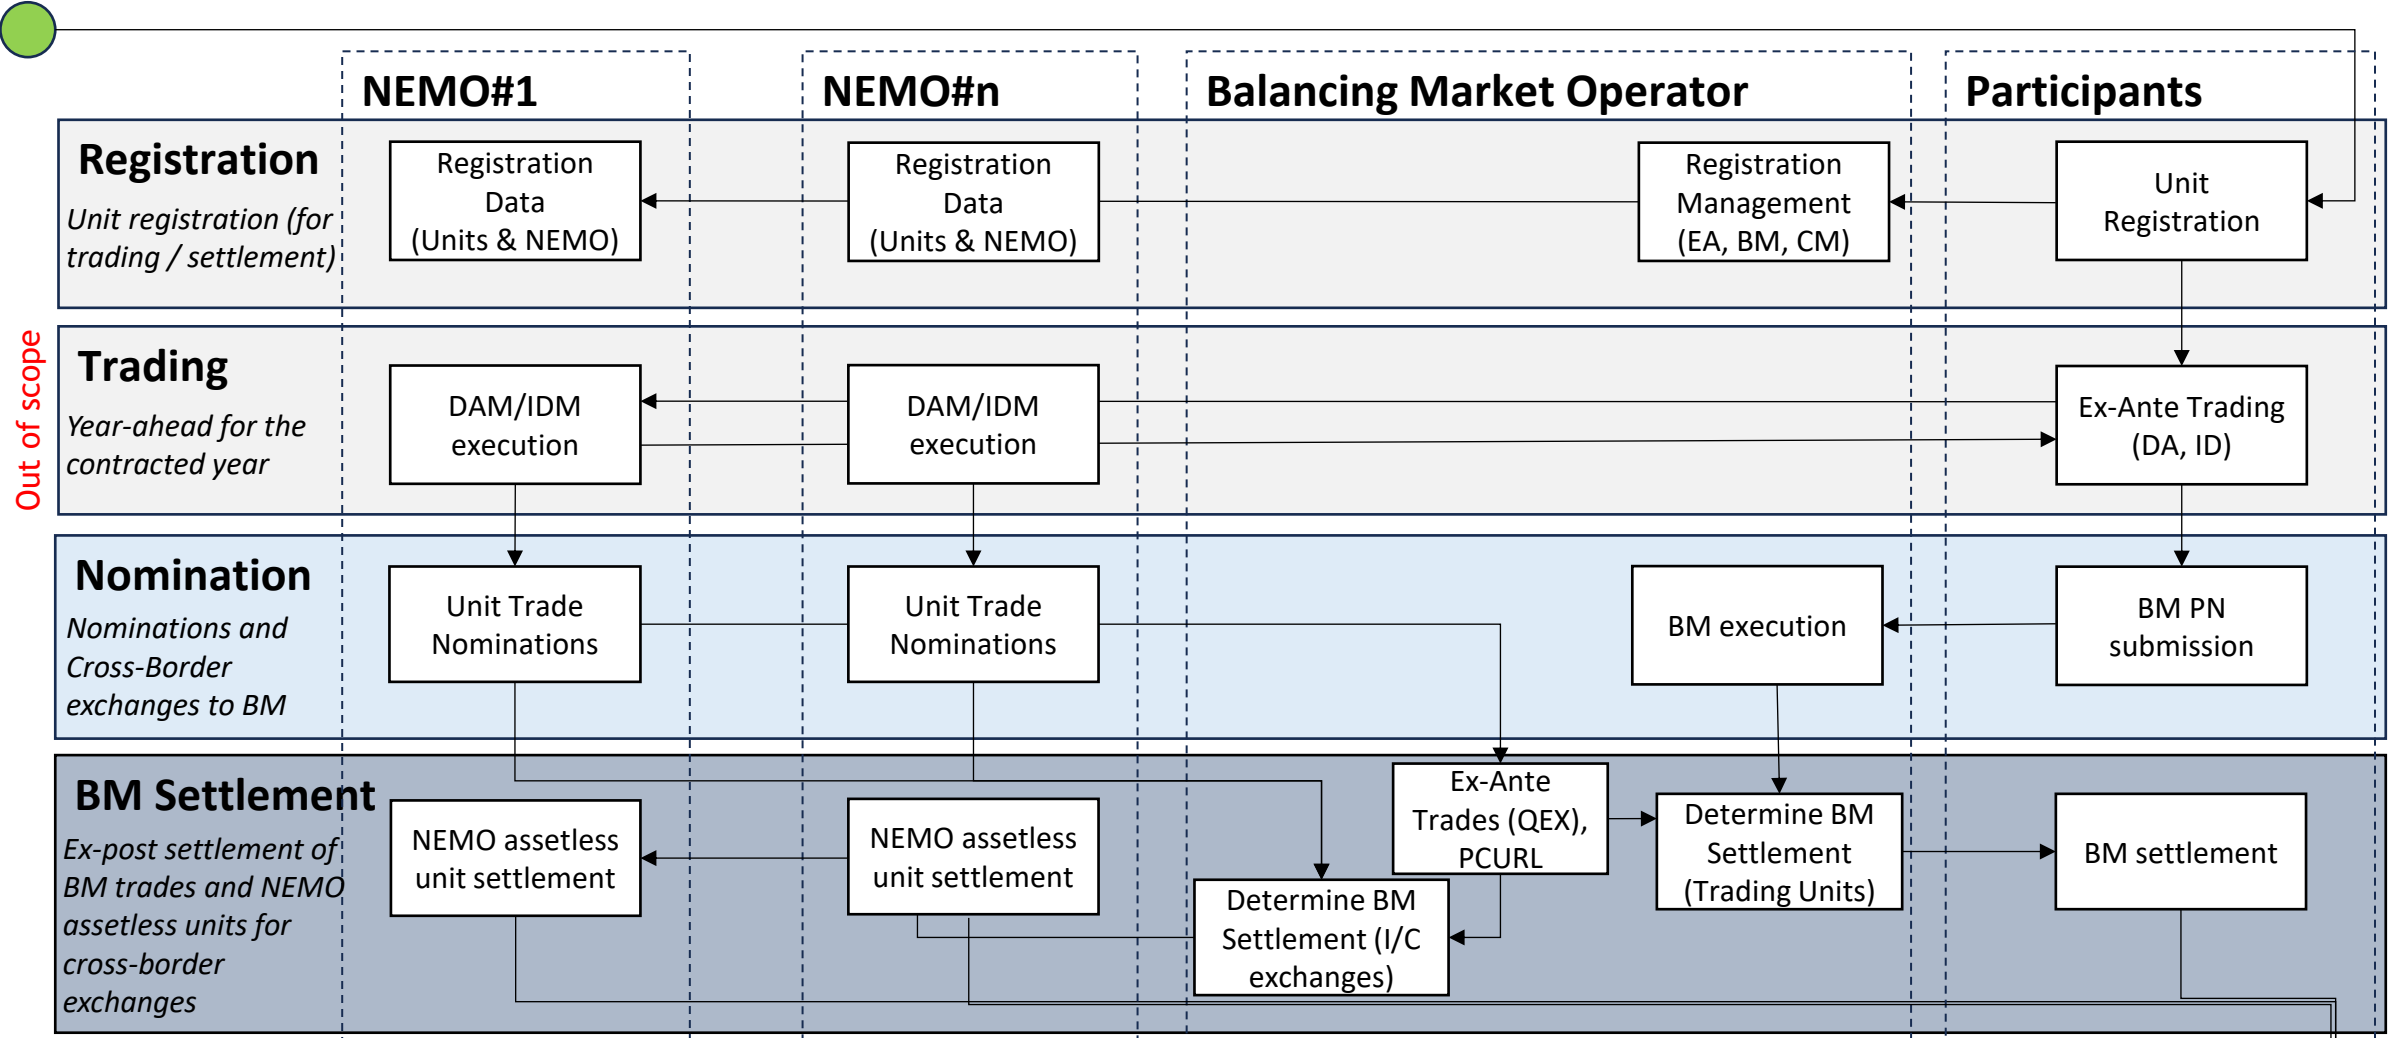 NEMO#1
NEMO#n
Balancing Market Operator
Participants
Registration
Unit registration (for
trading / settlement)
Registration
Data
(Units & NEMO)
Registration
Data
(Units & NEMO)
Registration
Management
(EA, BM, CM)
Unit
Registration
Out of scope
Trading
Year-ahead for the
contracted year
DAM/IDM
execution
DAM/IDM
execution
Ex-Ante Trading
(DA, ID)
Nomination
Nominations and
Cross-Border
exchanges to BM
Unit Trade
Nominations
Unit Trade
Nominations
BM execution
BM PN
submission
BM Settlement
Ex-post settlement of
BM trades and NEMO
assetless units for
cross-border
exchanges
NEMO assetless
unit settlement
NEMO assetless
unit settlement
Determine BM
Settlement (I/C
exchanges)
Ex-Ante
Trades (QEX),
PCURL
Determine BM
Settlement
(Trading Units)
BM settlement